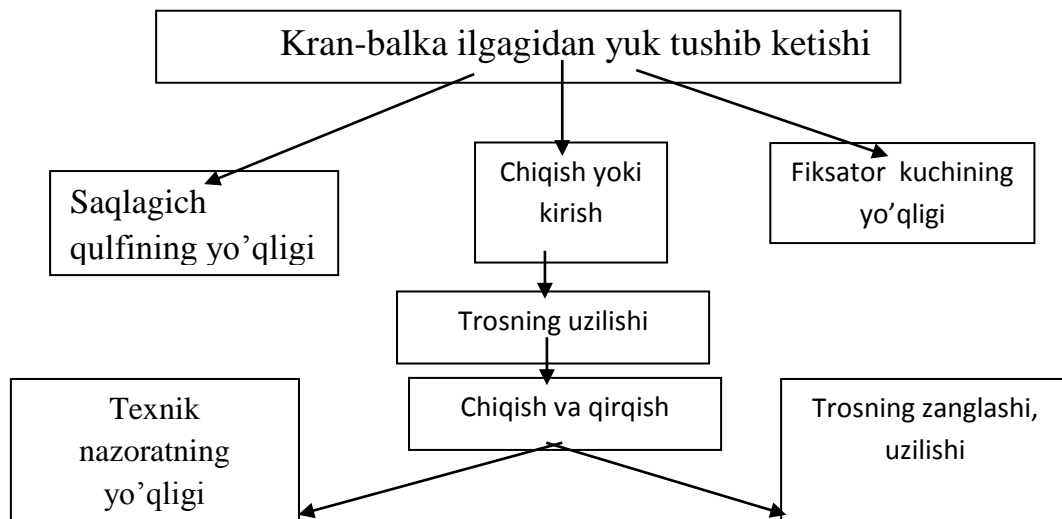 Kran-balka ilgagidan yuk tushib ketishi
Saqlagich
qulfining yo’qligi
Chiqish yoki
kirish
Fiksator kuchining
yo’qligi
Trosning uzilishi
Chiqish va qirqish
Texnik
nazoratning
yo’qligi
Trosning zanglashi,
uzilishi